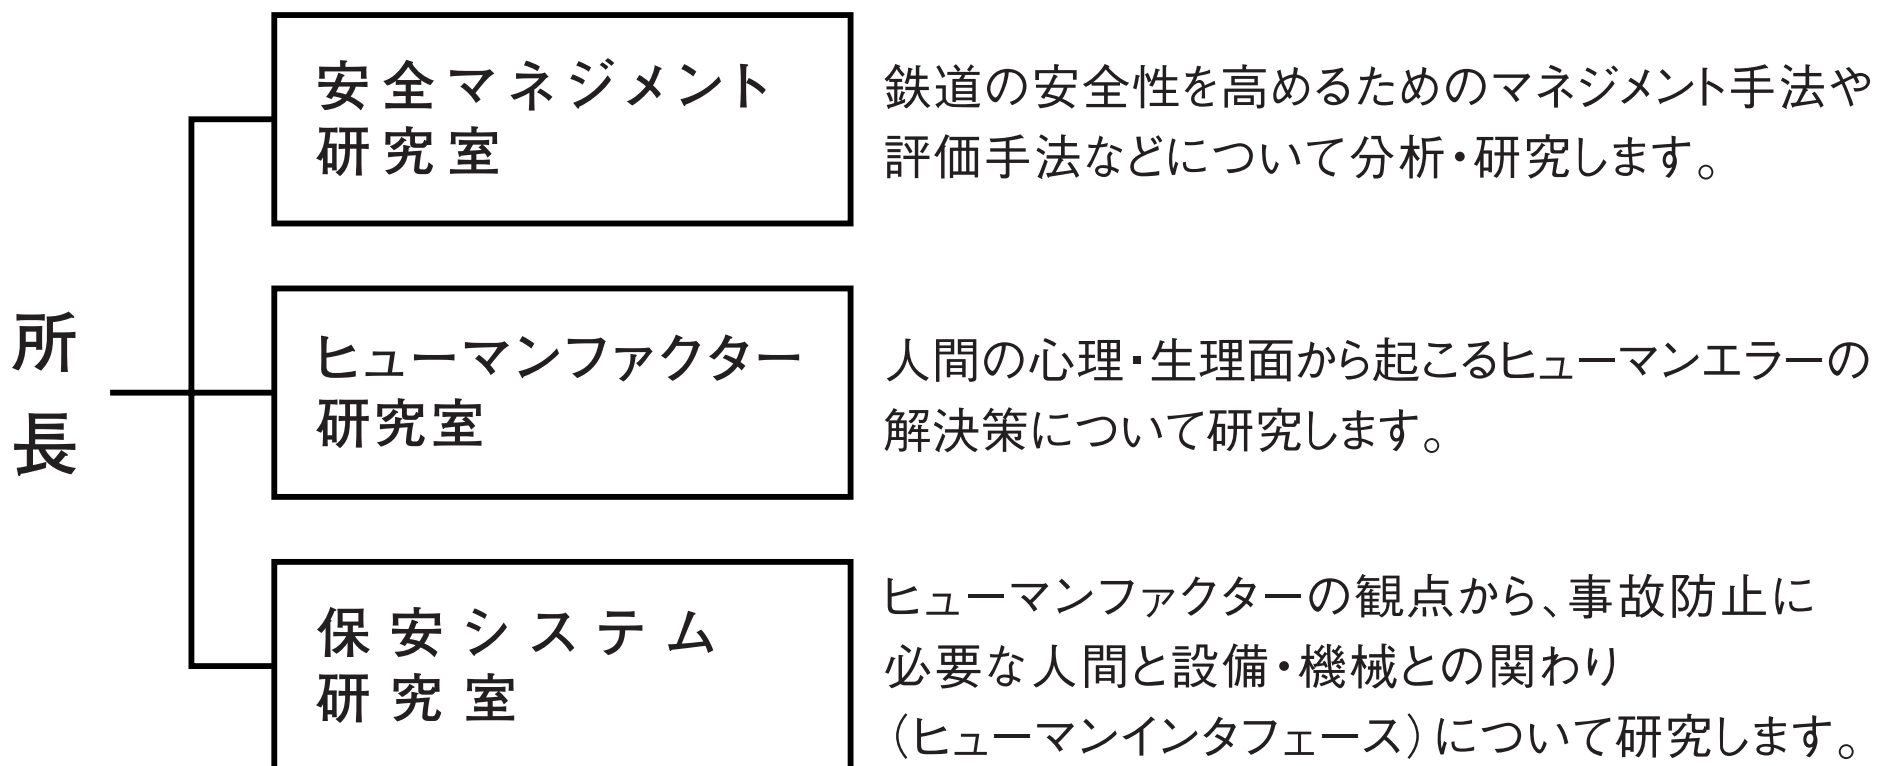 所長
安全マネジメント
研究室
鉄道の安全性を高めるためのマネジメント手法や
評価手法などについて分析・研究します。
ヒューマンファクター
研究室
人間の心理・生理面から起こるヒューマンエラーの
解決策について研究します。
保安システム
研究室
ヒューマンファクターの観点から、事故防止に
必要な人間と設備・機械との関わり
（ヒューマンインタフェース）について研究します。